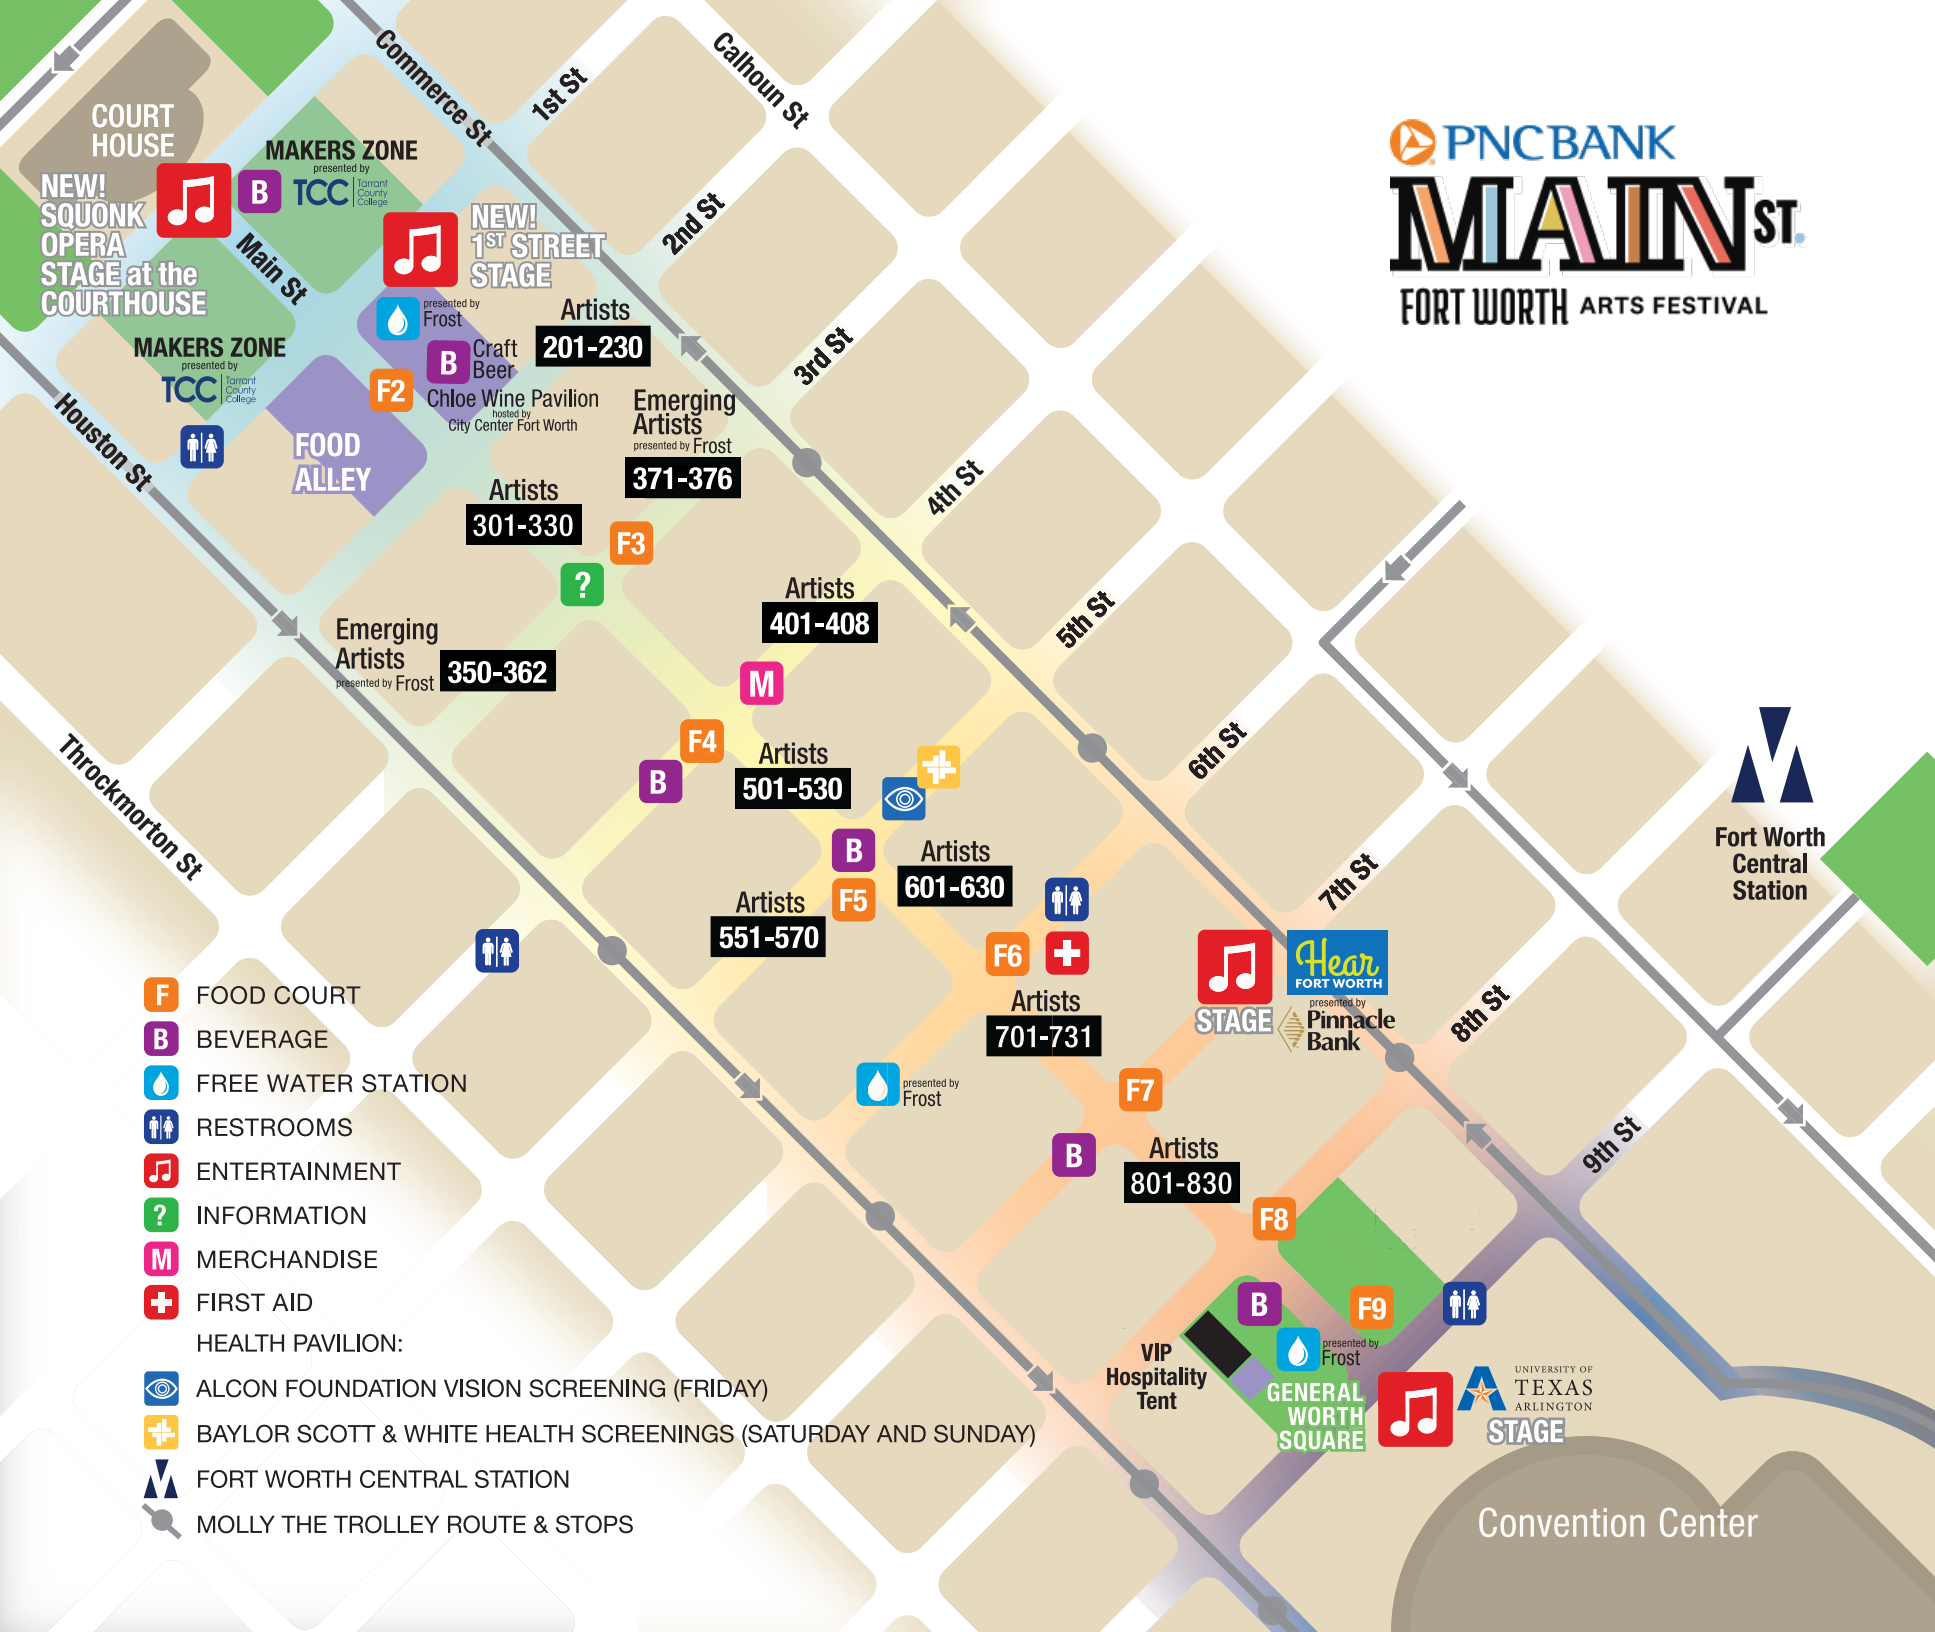 COURT
HOUSE
NEW!
SQUONK
OPERA
STAGE at the
COURTHOUSE
MAKERS ZONE
presented by
TCC Tarrant
County
College
B
Main St
Commerce St
1st St
Calhoun St
2nd St
3rd St
4th St
5th St
6th St
7th St
8th St
9th St
Houston St
Throckmorton St
PNC BANK
MAIN ST.
FORT WORTH ARTS FESTIVAL
NEW!
1ST STREET
STAGE
presented by
Frost
B Craft
Beer
F2
Chloe Wine Pavilion
hosted by
City Center Fort Worth
Artists
201-230
MAKERS ZONE
presented by
TCC Tarrant
County
College
FOOD
ALLEY
Emerging
Artists
presented by Frost
371-376
Artists
301-330
F3
?
Emerging
Artists
presented by Frost
350-362
Artists
401-408
M
F4
B
Artists
501-530
B
F5
Artists
551-570
Artists
601-630
F6
Artists
701-731
presented by
Frost
F7
B
STAGE
Hear
FORT WORTH
presented by
Pinnacle
Bank
Artists
801-830
F8
B
F9
presented by
Frost
VIP
Hospitality
Tent
GENERAL
WORTH
SQUARE
A
UNIVERSITY OF
TEXAS
ARLINGTON
STAGE
Convention Center
Fort Worth
Central
Station
F FOOD COURT
B BEVERAGE
FREE WATER STATION
RESTROOMS
ENTERTAINMENT
? INFORMATION
M MERCHANDISE
FIRST AID
HEALTH PAVILION:
ALCON FOUNDATION VISION SCREENING (FRIDAY)
BAYLOR SCOTT & WHITE HEALTH SCREENINGS (SATURDAY AND SUNDAY)
FORT WORTH CENTRAL STATION
MOLLY THE TROLLEY ROUTE & STOPS